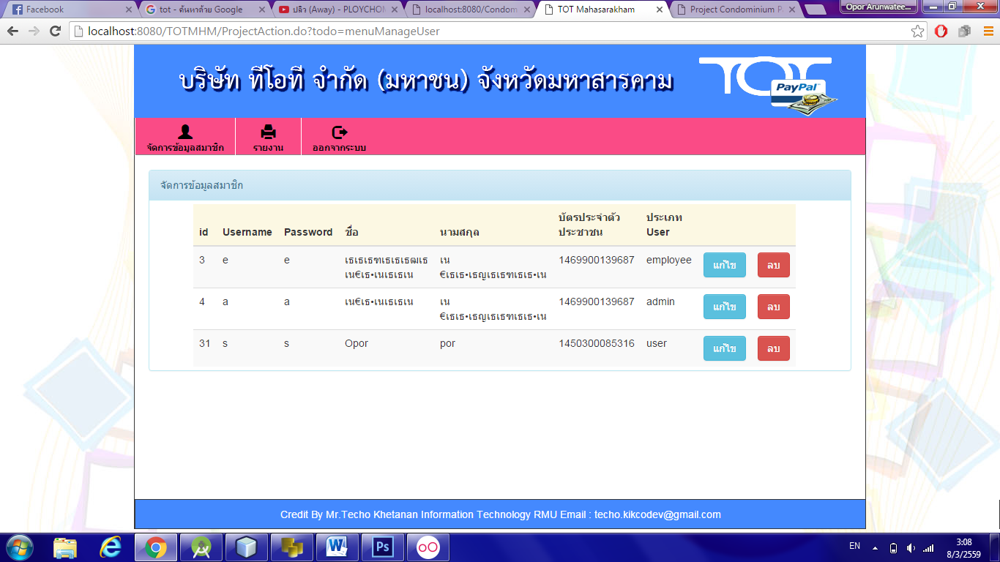 Facebook
tot - ค้นหาด้วย Google
ปลิว (Away) - PLOYCHOM
localhost:8080/Condom
TOT Mahasarakham
Project Condominium P
Opor Arunwatee...
localhost:8080/TOTMHM/ProjectAction.do?todo=menuManageUser
บริษัท ทีโอที จำกัด (มหาชน) จังหวัดมหาสารคาม
TOT
PayPal
จัดการข้อมูลสมาชิก
รายงาน
ออกจากระบบ
จัดการข้อมูลสมาชิก
id Username Password ชื่อ นามสกุล บัตรประจำตัว ประเภท
ประชาชน User
3 e e เธเธเธฑเธเธเธฒเธ เน 1469900139687 employee แก้ไข ลบ
เน€เธ•เนเธเธเน €เธเธ•เธญเธเธฑเธเธ•เน
4 a a เน€เธ•เนเธเธเน เน 1469900139687 admin แก้ไข ลบ
€เธเธ•เธญเธเธฑเธเธ•เน
31 s s Opor por 1450300085316 user แก้ไข ลบ
Credit By Mr.Techo Khetanan Information Technology RMU Email : techo.kikcodev@gmail.com
Ps
EN
3:08
8/3/2559